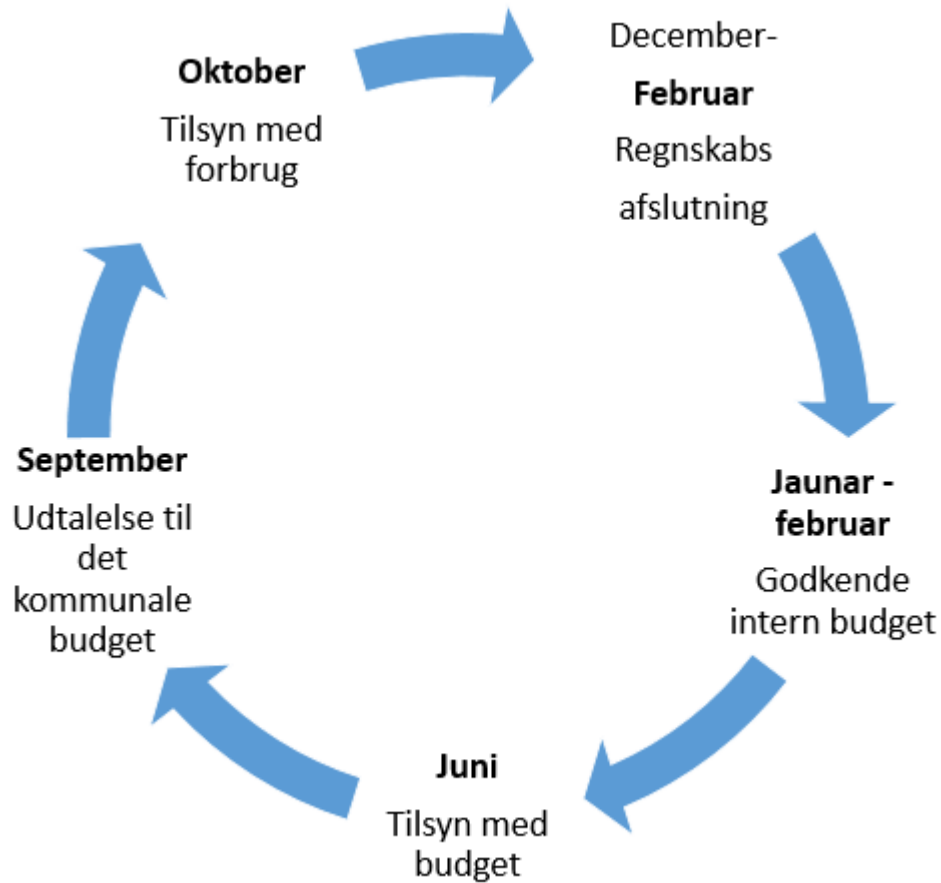 December-
Februar
Regnskabs
afslutning
Jaunar -
februar
Godkende
intern budget
Juni
Tilsyn med
budget
September
Udtalelse til
det
kommunale
budget
Oktober
Tilsyn med
forbrug